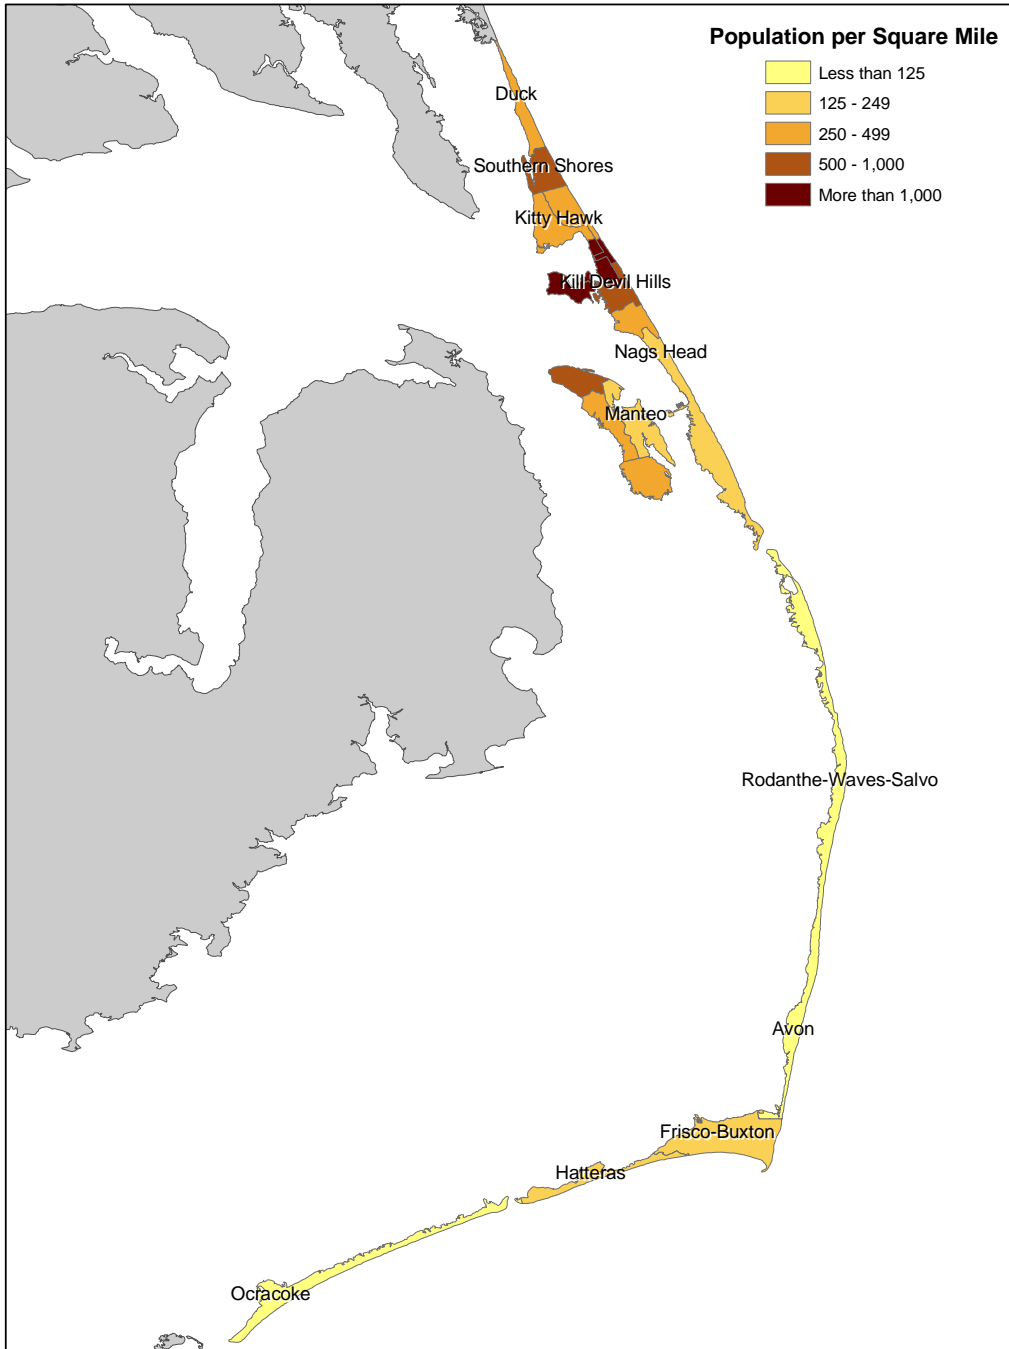 Population per Square Mile
Less than 125
125 - 249
250 - 499
500 - 1,000
More than 1,000
Duck
Southern Shores
Kitty Hawk
Kill Devil Hills
Nags Head
Manteo
Rodanthe-Waves-Salvo
Avon
Frisco-Buxton
Hatteras
Ocracoke